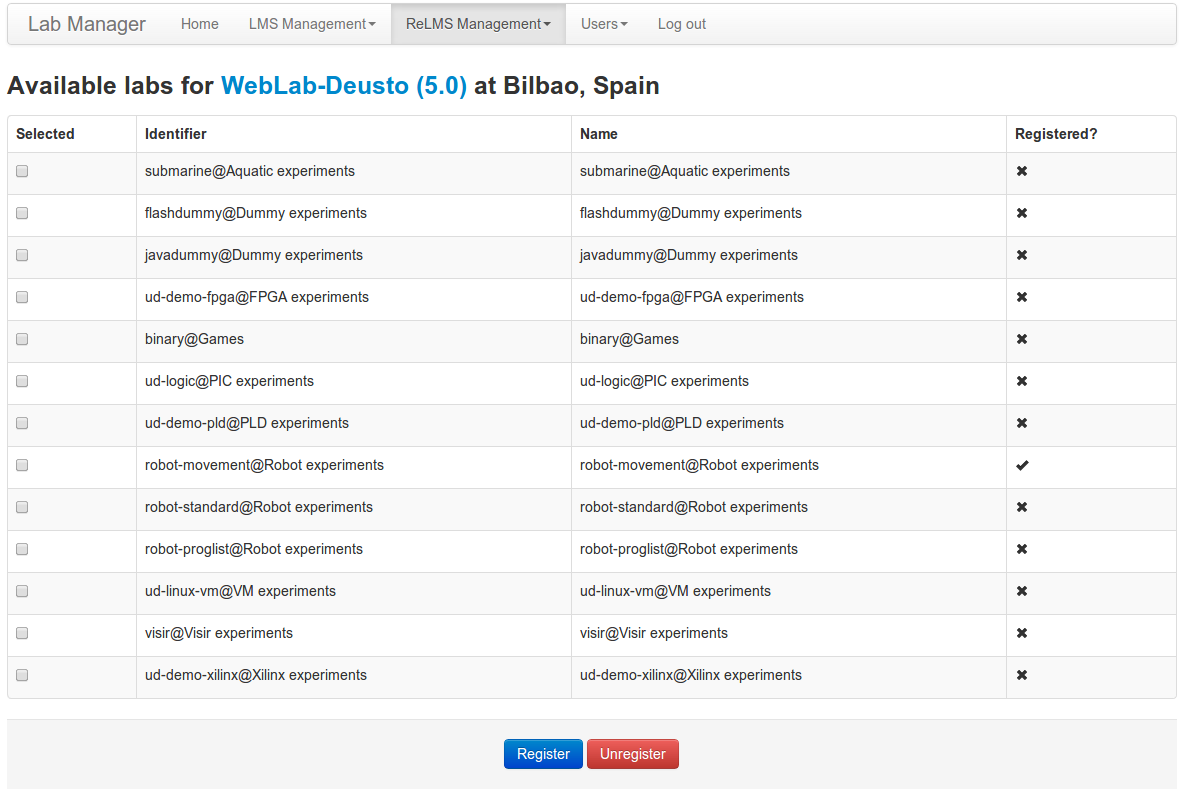 Lab Manager Home LMS Management ReLMS Management Users Log out
Available labs for WebLab-Deusto (5.0) at Bilbao, Spain
Selected Identifier Name Registered?
submarine@Aquatic experiments submarine@Aquatic experiments
flashdummy@Dummy experiments flashdummy@Dummy experiments
javadummy@Dummy experiments javadummy@Dummy experiments
ud-demo-fpga@FPGA experiments ud-demo-fpga@FPGA experiments
binary@Games binary@Games
ud-logic@PIC experiments ud-logic@PIC experiments
ud-demo-pld@PLD experiments ud-demo-pld@PLD experiments
robot-movement@Robot experiments robot-movement@Robot experiments
robot-standard@Robot experiments robot-standard@Robot experiments
robot-proglist@Robot experiments robot-proglist@Robot experiments
ud-linux-vm@VM experiments ud-linux-vm@VM experiments
visir@Visir experiments visir@Visir experiments
ud-demo-xilinx@Xilinx experiments ud-demo-xilinx@Xilinx experiments
Register Unregister